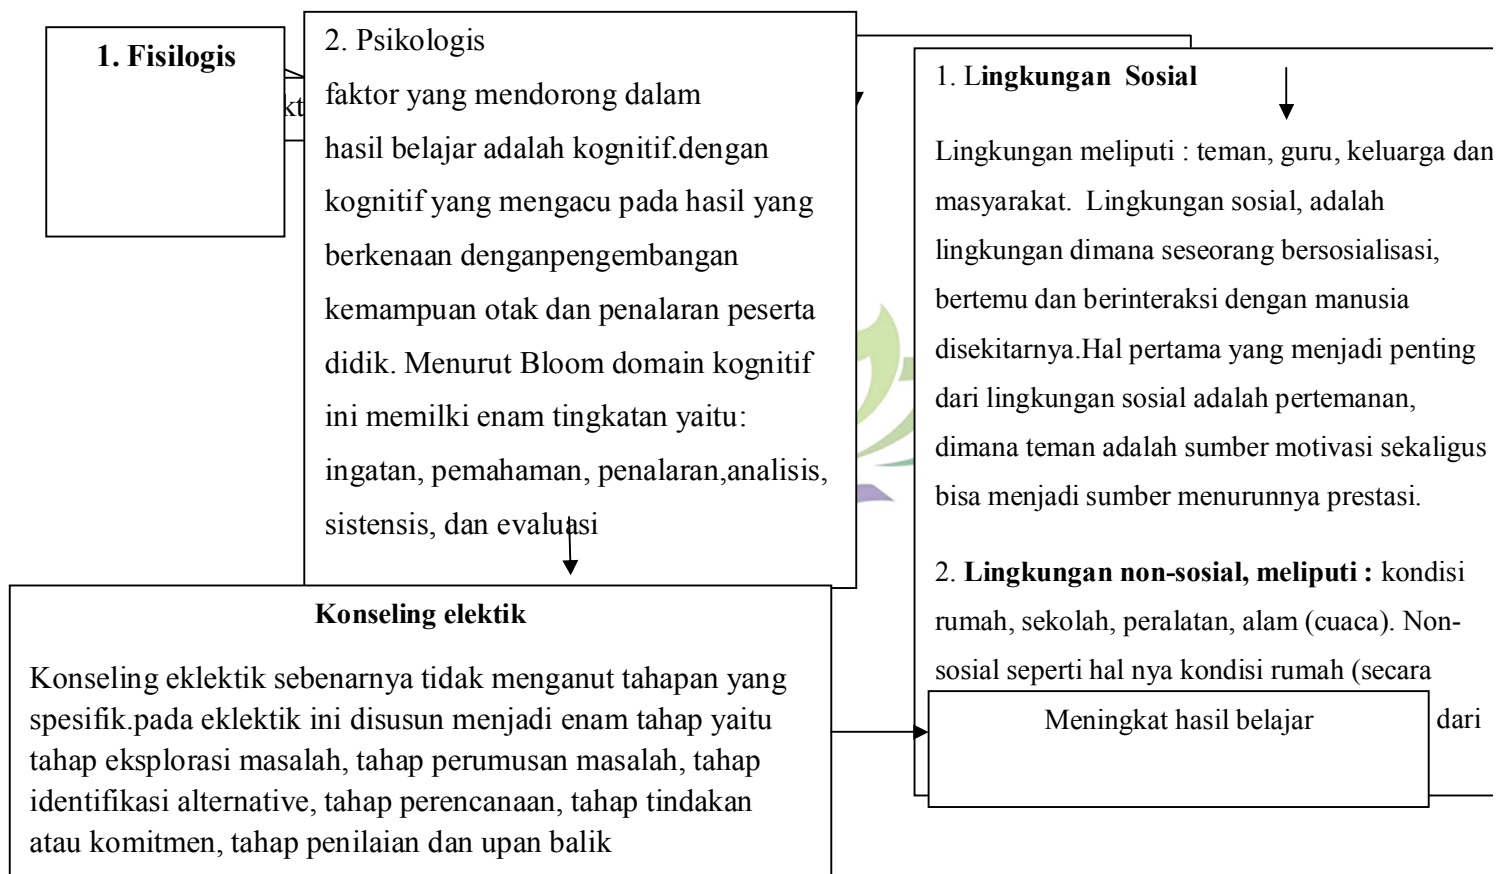 1. Fisilogis
kt
2. Psikologis
faktor yang mendorong dalam
hasil belajar adalah kognitif.dengan
kognitif yang mengacu pada hasil yang
berkenaan denganpengembangan
kemampuan otak dan penalaran peserta
didik. Menurut Bloom domain kognitif
ini memilki enam tingkatan yaitu:
ingatan, pemahaman, penalaran,analisis,
sistensis, dan evaluasi
1. Lingkungan Sosial
Lingkungan meliputi : teman, guru, keluarga dan
masyarakat. Lingkungan sosial, adalah
lingkungan dimana seseorang bersosialisasi,
bertemu dan berinteraksi dengan manusia
disekitarnya.Hal pertama yang menjadi penting
dari lingkungan sosial adalah pertemanan,
dimana teman adalah sumber motivasi sekaligus
bisa menjadi sumber menurunnya prestasi.
2. Lingkungan non-sosial, meliputi : kondisi
rumah, sekolah, peralatan, alam (cuaca). Non-
sosial seperti hal nya kondisi rumah (secara
dari
Konseling elektik
Konseling eklektik sebenarnya tidak menganut tahapan yang
spesifik.pada eklektik ini disusun menjadi enam tahap yaitu
tahap eksplorasi masalah, tahap perumusan masalah, tahap
identifikasi alternative, tahap perencanaan, tahap tindakan
atau komitmen, tahap penilaian dan upan balik
Meningkat hasil belajar